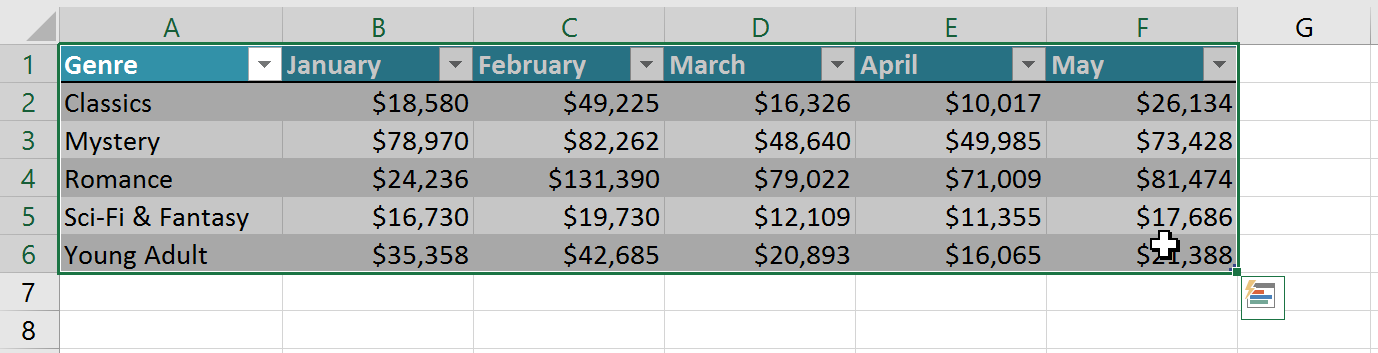 A B C D E F G
1 Genre January February March April May
2 Classics $18,580 $49,225 $16,326 $10,017 $26,134
3 Mystery $78,970 $82,262 $48,640 $49,985 $73,428
4 Romance $24,236 $131,390 $79,022 $71,009 $81,474
5 Sci-Fi & Fantasy $16,730 $19,730 $12,109 $11,355 $17,686
6 Young Adult $35,358 $42,685 $20,893 $16,065 $21,388
7
8